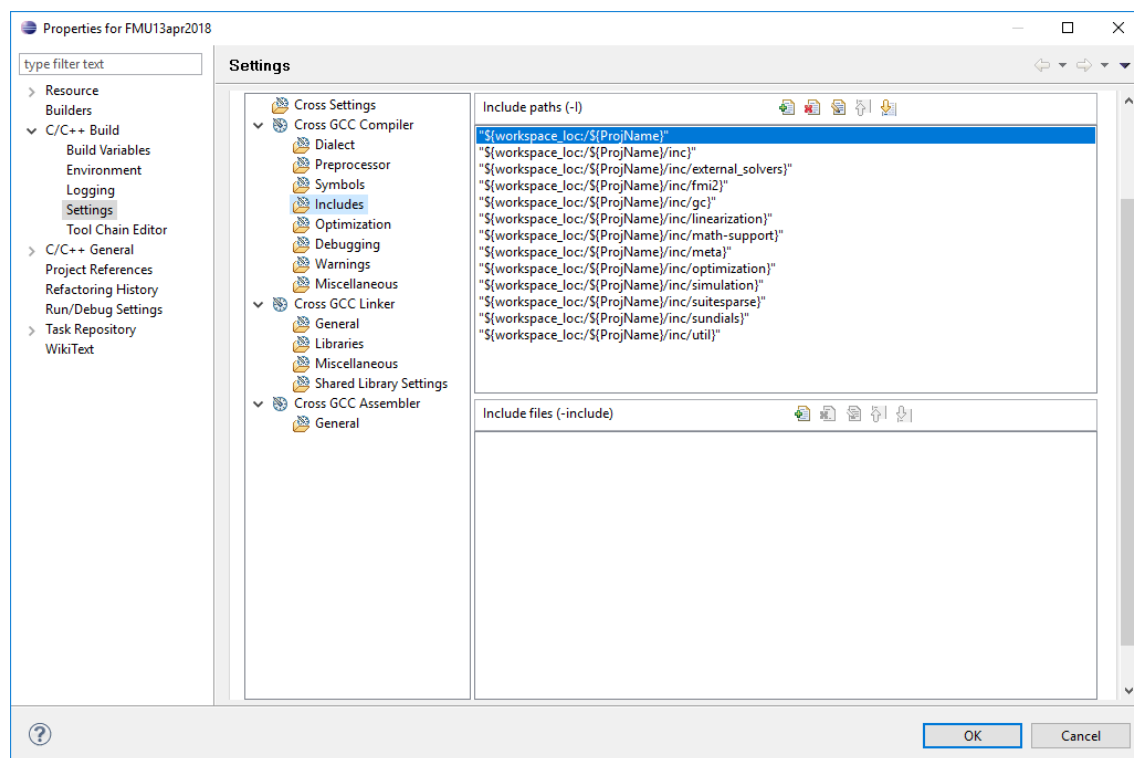 Properties for FMU13apr2018
type filter text
Resource
Builders
C/C++ Build
Build Variables
Environment
Logging
Settings
Tool Chain Editor
C/C++ General
Project References
Refactoring History
Run/Debug Settings
Task Repository
WikiText
Settings
Cross Settings
Cross GCC Compiler
Dialect
Preprocessor
Symbols
Includes
Optimization
Debugging
Warnings
Miscellaneous
Cross GCC Linker
General
Libraries
Miscellaneous
Shared Library Settings
Cross GCC Assembler
General
Include paths (-I)
"${workspace_loc:/${ProjName}"
"${workspace_loc:/${ProjName}/inc}"
"${workspace_loc:/${ProjName}/inc/external_solvers}"
"${workspace_loc:/${ProjName}/inc/fmi2}"
"${workspace_loc:/${ProjName}/inc/gc}"
"${workspace_loc:/${ProjName}/inc/linearization}"
"${workspace_loc:/${ProjName}/inc/math-support}"
"${workspace_loc:/${ProjName}/inc/meta}"
"${workspace_loc:/${ProjName}/inc/optimization}"
"${workspace_loc:/${ProjName}/inc/simulation}"
"${workspace_loc:/${ProjName}/inc/suitesparse}"
"${workspace_loc:/${ProjName}/inc/sundials}"
"${workspace_loc:/${ProjName}/inc/util}"
Include files (-include)
OK
Cancel